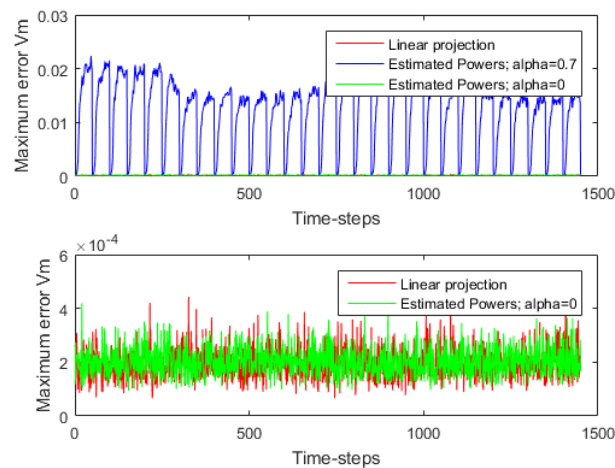 0.03
0.02
0.01
0
Maximum error Vm
Linear projection
Estimated Powers; alpha=0.7
Estimated Powers; alpha=0
0 500 1000 1500
Time-steps
×10⁻⁴
6
4
2
0
Maximum error Vm
Linear projection
Estimated Powers; alpha=0
0 500 1000 1500
Time-steps